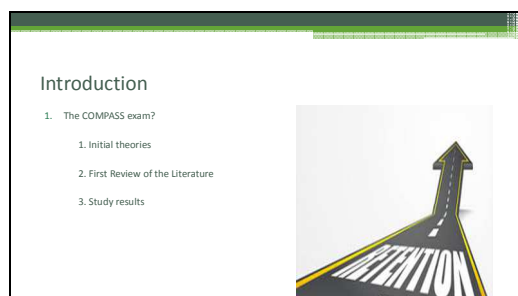 Introduction
1. The COMPASS exam?
1. Initial theories
2. First Review of the Literature
3. Study results
RETENTION